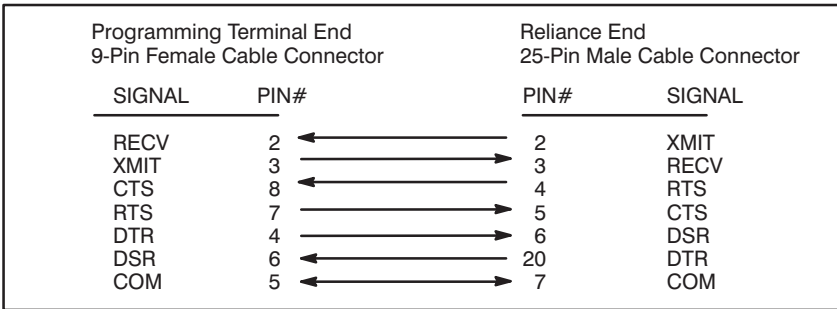 Programming Terminal End Reliance End
9-Pin Female Cable Connector 25-Pin Male Cable Connector
SIGNAL PIN# PIN# SIGNAL
RECV 2 2 XMIT
XMIT 3 3 RECV
CTS 8 4 RTS
RTS 7 5 CTS
DTR 4 6 DSR
DSR 6 20 DTR
COM 5 7 COM